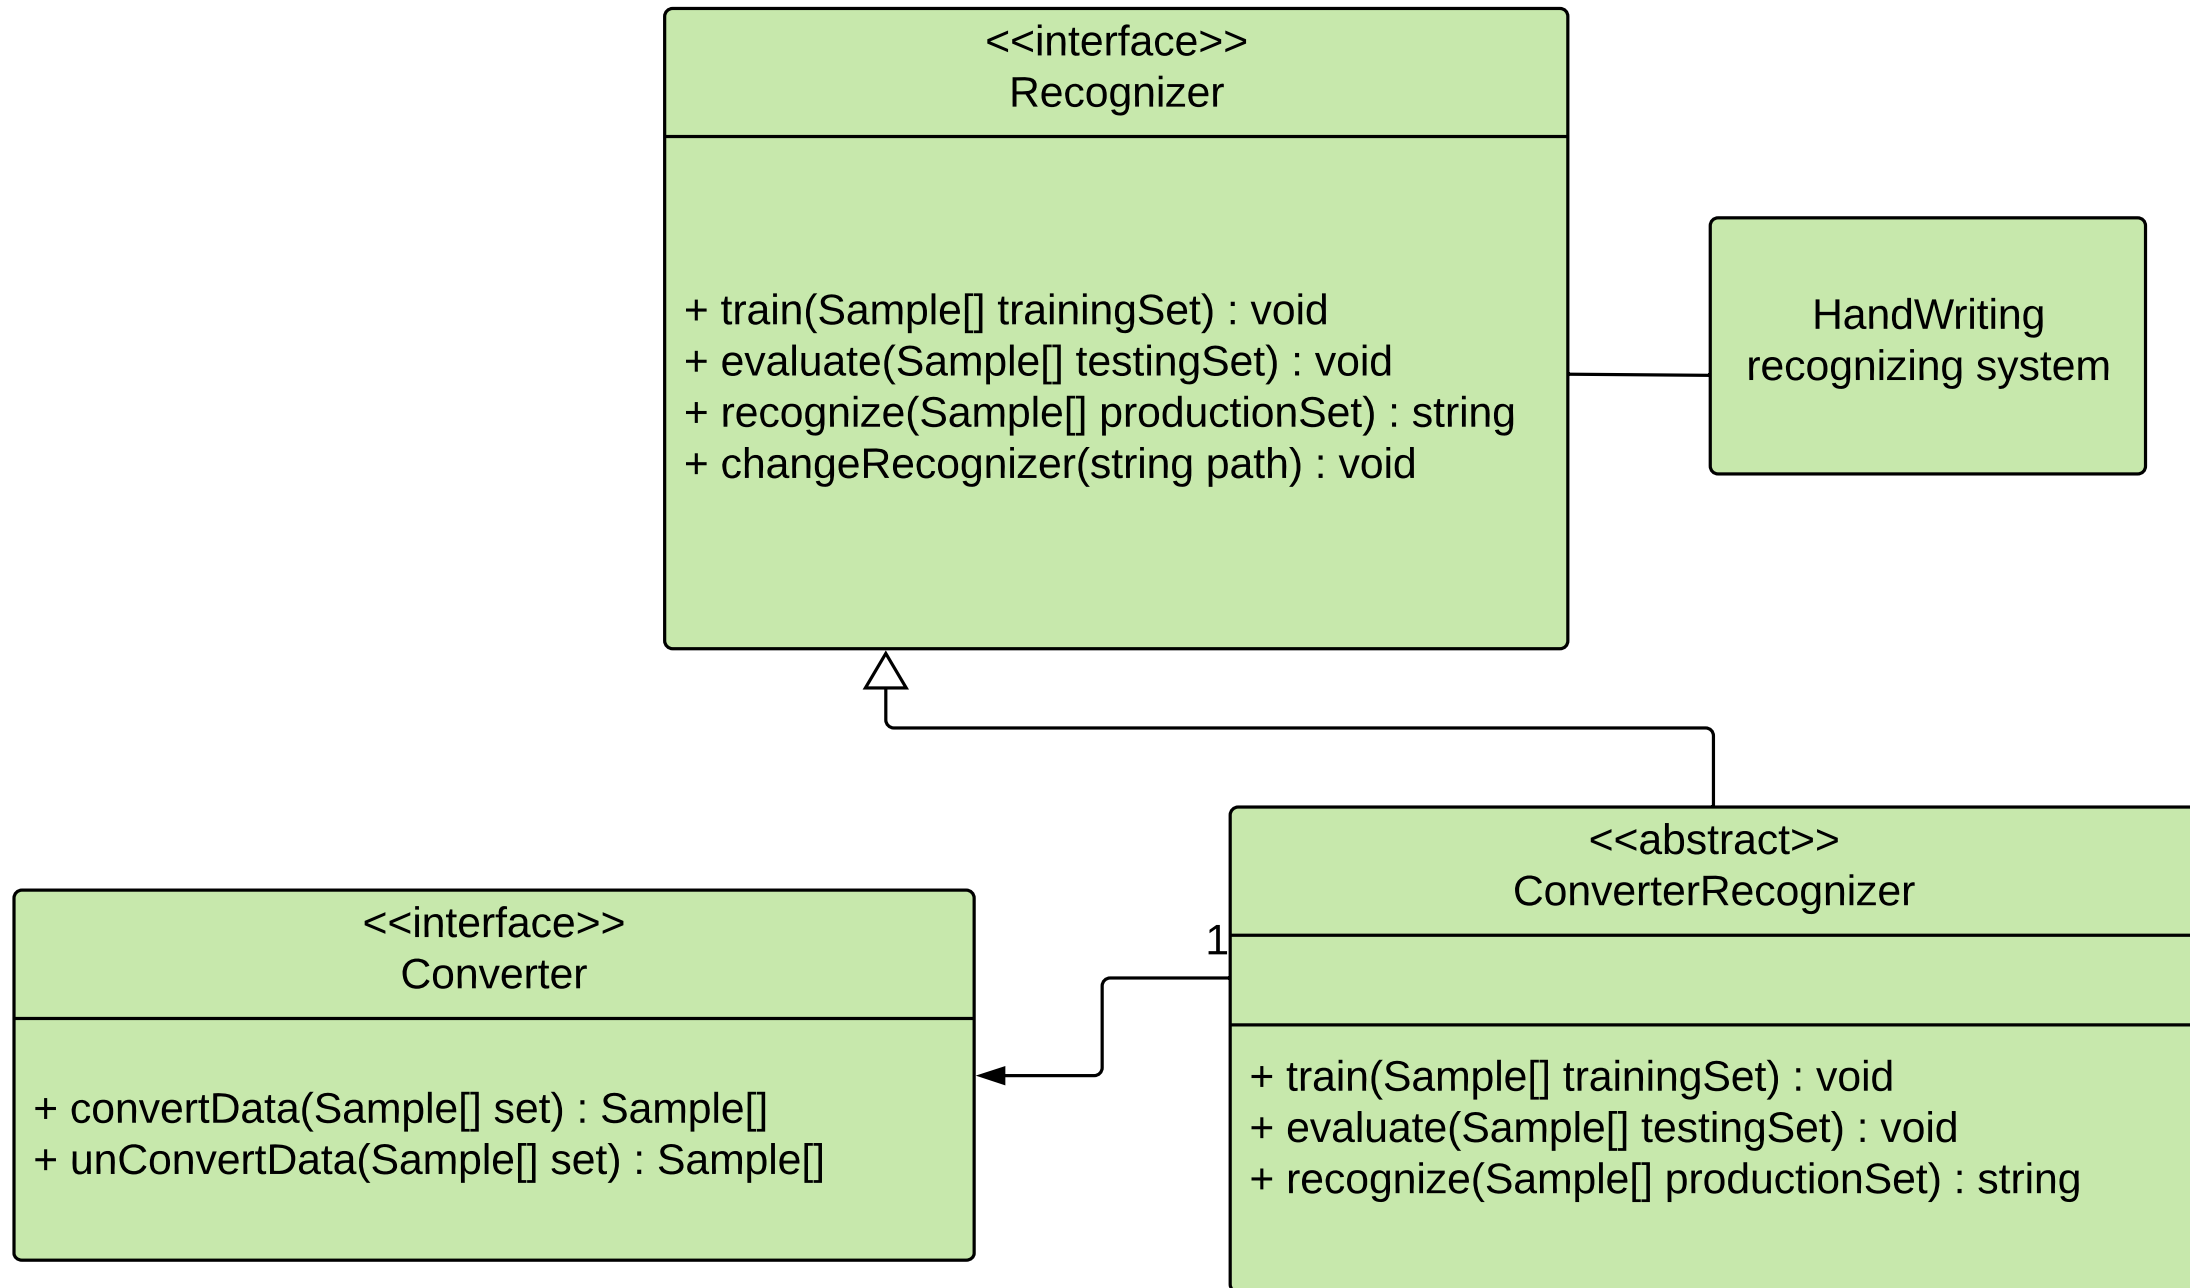 <<interface>>
Recognizer
+ train(Sample[] trainingSet) : void
+ evaluate(Sample[] testingSet) : void
+ recognize(Sample[] productionSet) : string
+ changeRecognizer(string path) : void
HandWriting
recognizing system
<<interface>>
Converter
+ convertData(Sample[] set) : Sample[]
+ unConvertData(Sample[] set) : Sample[]
1
<<abstract>>
ConverterRecognizer
+ train(Sample[] trainingSet) : void
+ evaluate(Sample[] testingSet) : void
+ recognize(Sample[] productionSet) : string